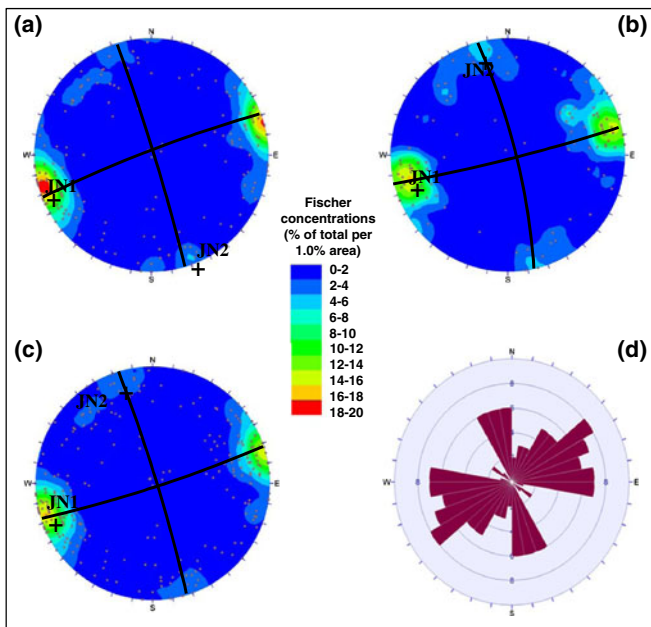 (a)
N
W
E
S
JN1
JN2
(b)
N
W
E
S
JN2
JN1
Fischer
concentrations
(% of total per
1.0% area)
0-2
2-4
4-6
6-8
8-10
10-12
12-14
14-16
16-18
18-20
(c)
N
W
E
S
JN2
JN1
(d)
N
W
E
S